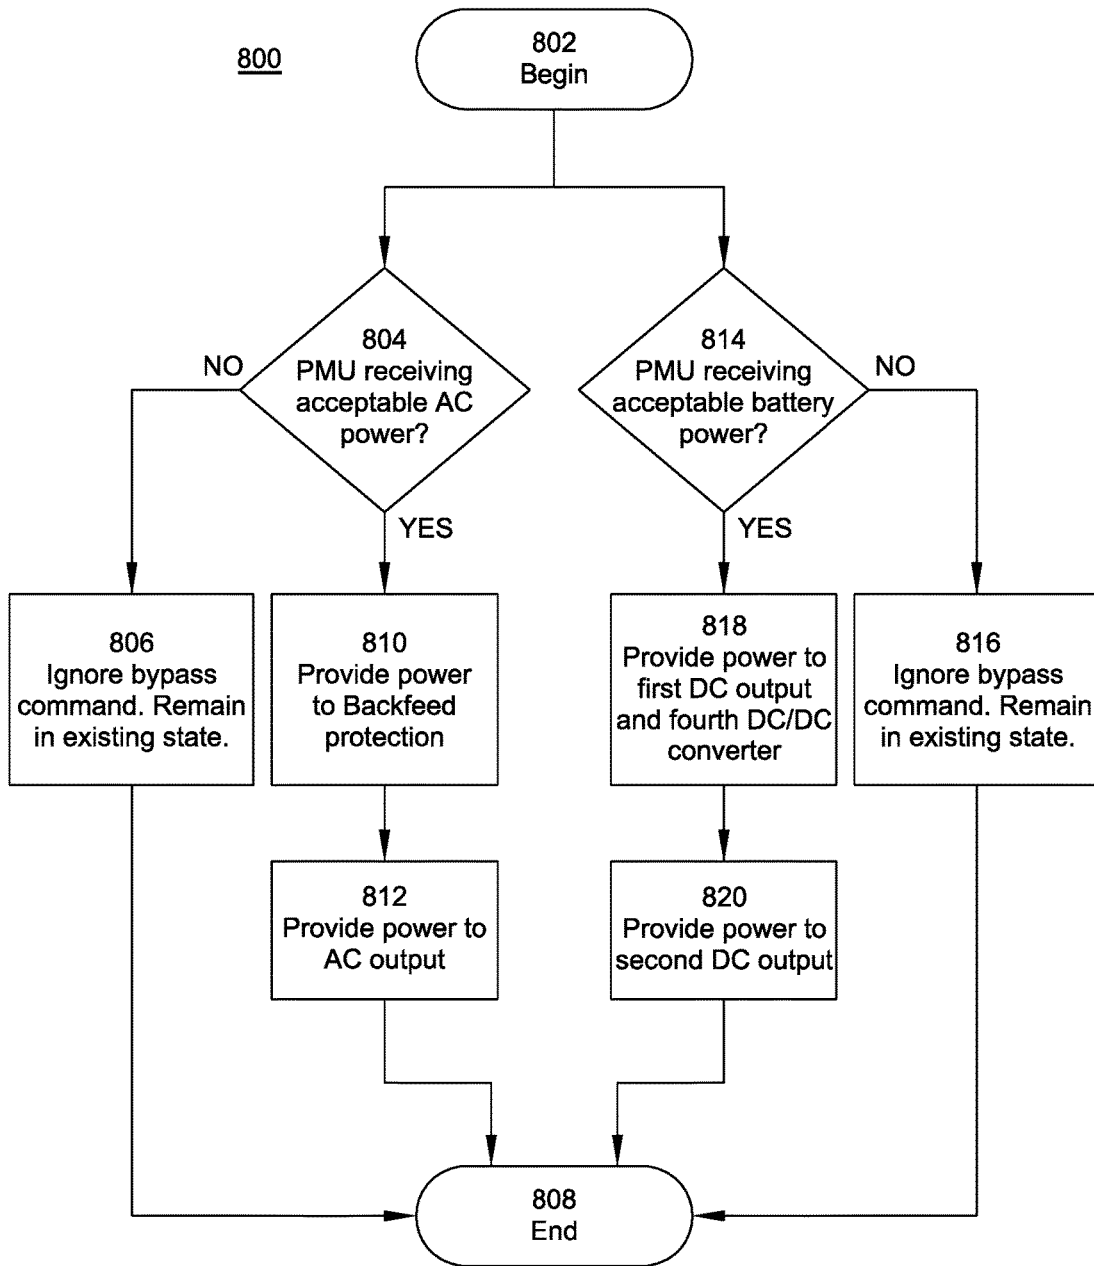 800
802
Begin
804
PMU receiving
acceptable AC
power?
NO
YES
814
PMU receiving
acceptable battery
power?
NO
YES
806
Ignore bypass
command. Remain
in existing state.
810
Provide power
to Backfeed
protection
818
Provide power to
first DC output
and fourth DC/DC
converter
816
Ignore bypass
command. Remain
in existing state.
812
Provide power to
AC output
820
Provide power to
second DC output
808
End